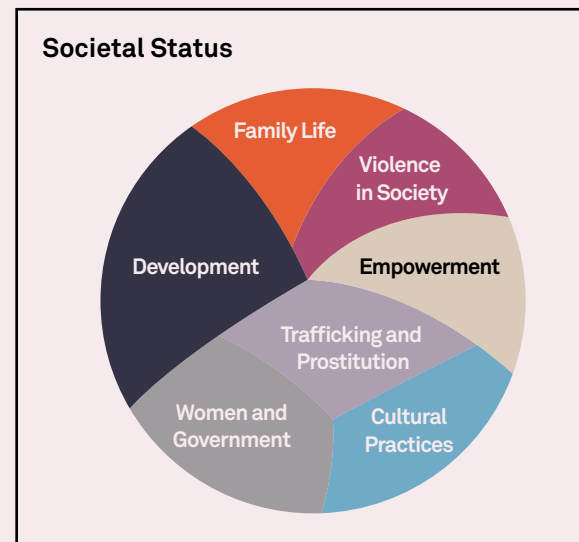 Societal Status
Family Life
Violence
in Society
Development
Empowerment
Trafficking and
Prostitution
Women and
Government
Cultural
Practices